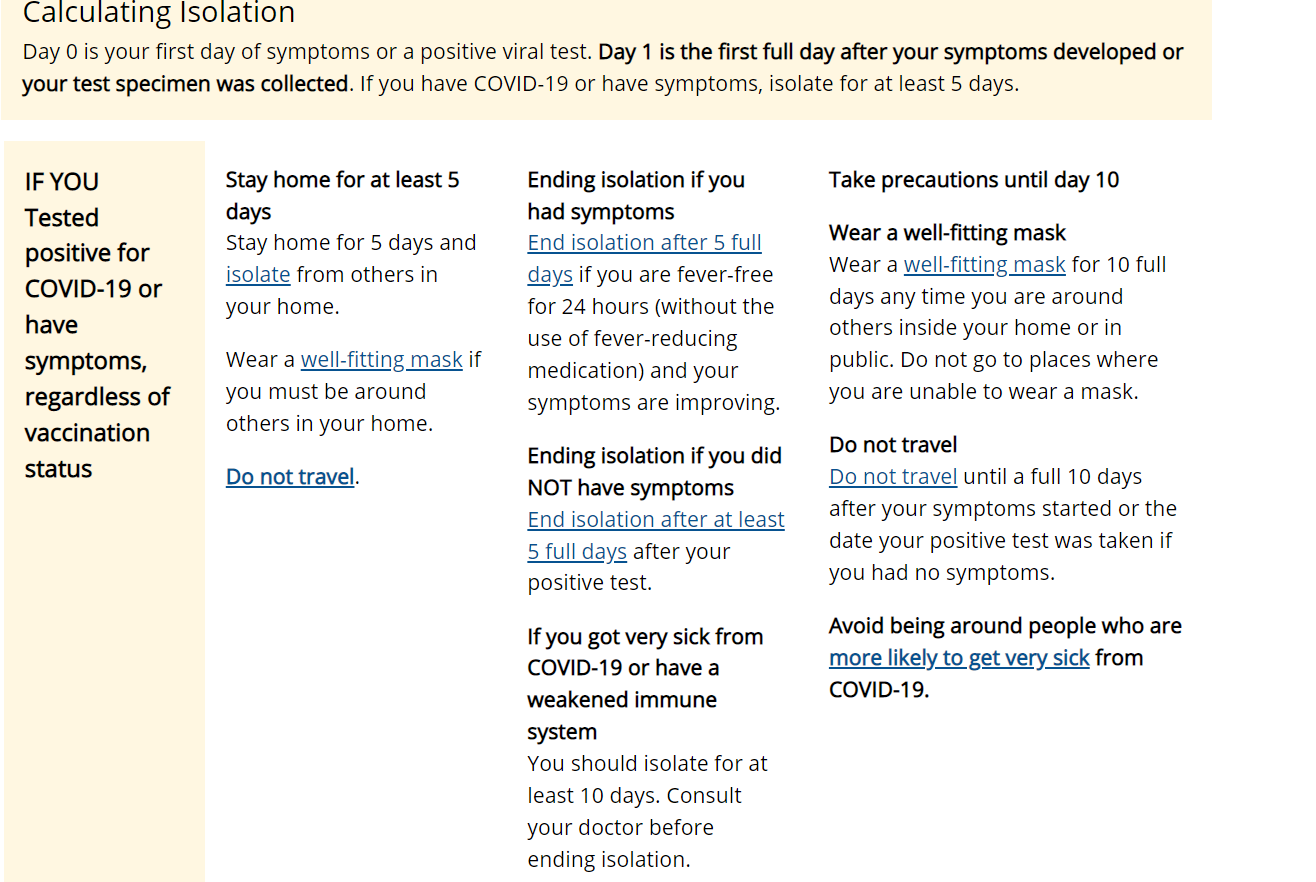 Calculating Isolation
Day 0 is your first day of symptoms or a positive viral test. Day 1 is the first full day after your symptoms developed or
your test specimen was collected. If you have COVID-19 or have symptoms, isolate for at least 5 days.
IF YOU
Tested
positive for
COVID-19 or
have
symptoms,
regardless of
vaccination
status
Stay home for at least 5
days
Stay home for 5 days and
isolate from others in
your home.
Wear a well-fitting mask if
you must be around
others in your home.
Do not travel.
Ending isolation if you
had symptoms
End isolation after 5 full
days if you are fever-free
for 24 hours (without the
use of fever-reducing
medication) and your
symptoms are improving.
Ending isolation if you did
NOT have symptoms
End isolation after at least
5 full days after your
positive test.
If you got very sick from
COVID-19 or have a
weakened immune
system
You should isolate for at
least 10 days. Consult
your doctor before
ending isolation.
Take precautions until day 10
Wear a well-fitting mask
Wear a well-fitting mask for 10 full
days any time you are around
others inside your home or in
public. Do not go to places where
you are unable to wear a mask.
Do not travel
Do not travel until a full 10 days
after your symptoms started or the
date your positive test was taken if
you had no symptoms.
Avoid being around people who are
more likely to get very sick from
COVID-19.